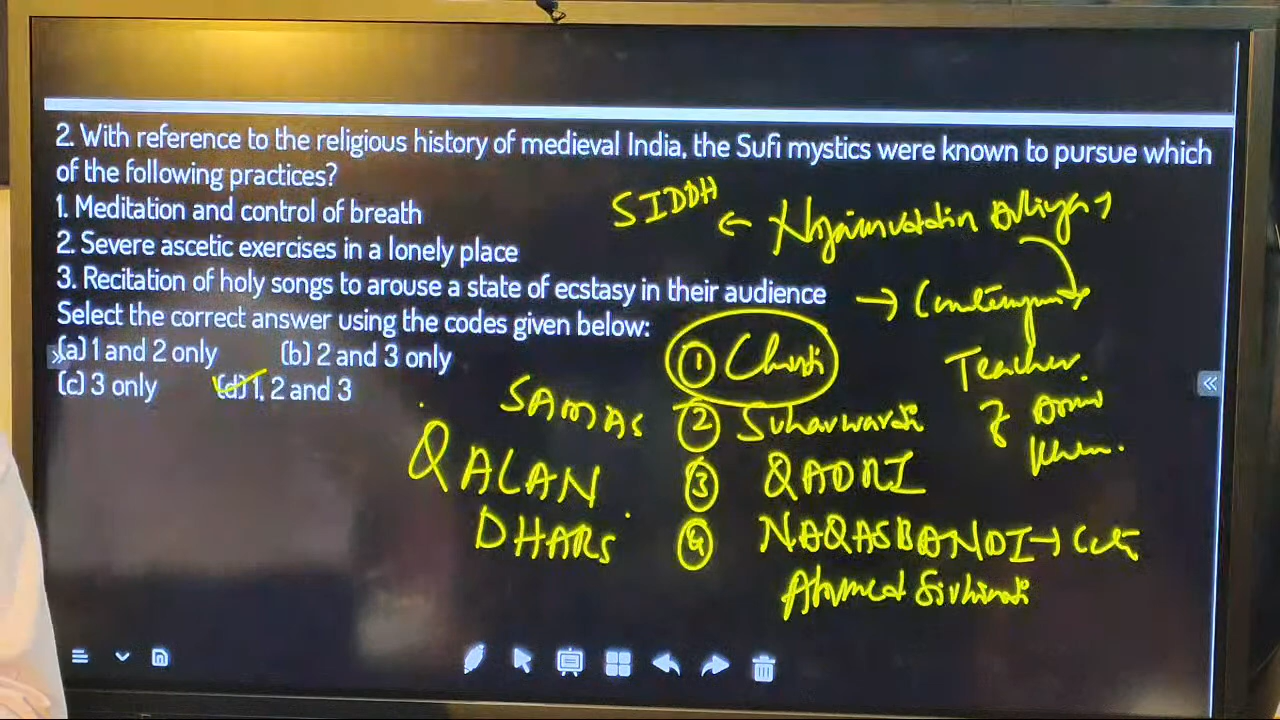 2. With reference to the religious history of medieval India, the Sufi mystics were known to pursue which
of the following practices?
1. Meditation and control of breath
2. Severe ascetic exercises in a lonely place
3. Recitation of holy songs to arouse a state of ecstasy in their audience
Select the correct answer using the codes given below:
(a) 1 and 2 only (b) 2 and 3 only
(c) 3 only (d) 1, 2 and 3
SIDDH ←
→
① Chisti
Teacher
SAMAS
② Suharwardi
QALAN
③ QADRI
DHARS
④ NAQASBANDI →
Ahmed Sirhindi